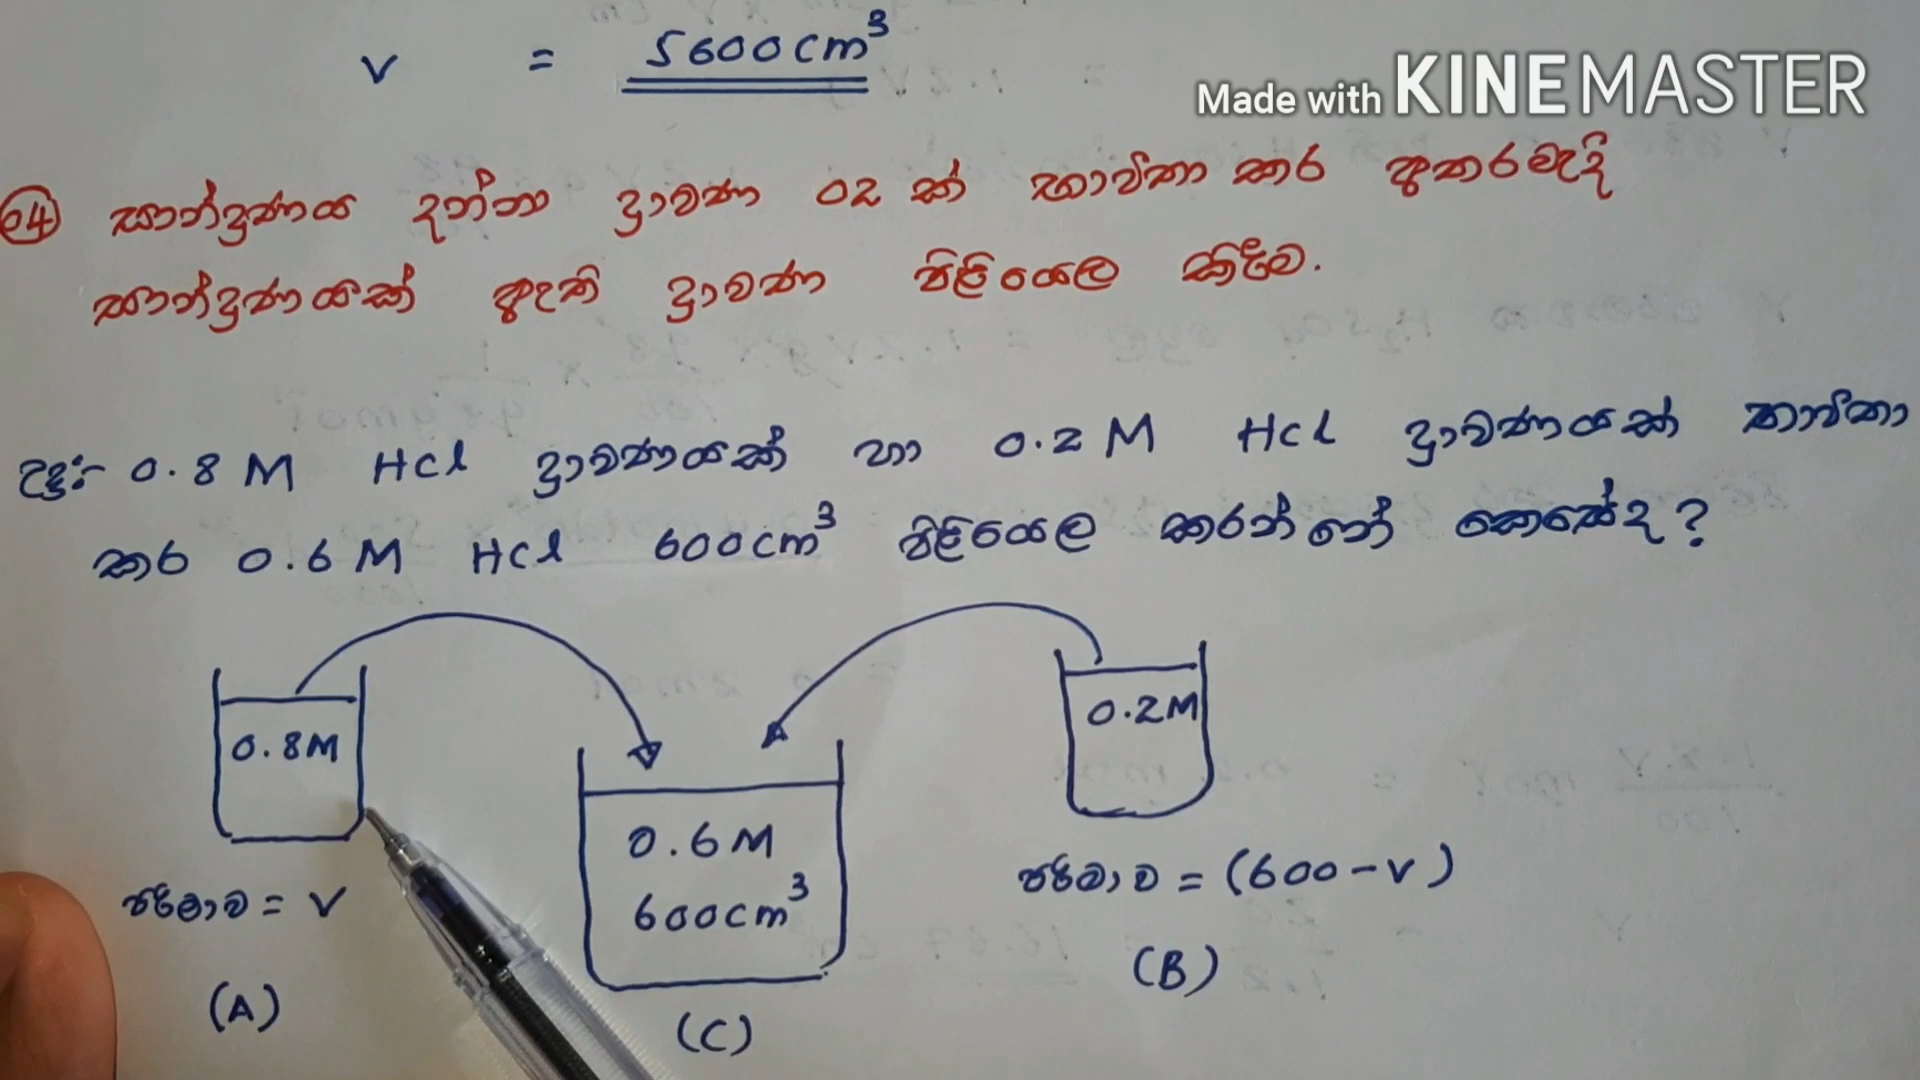 v = 5600cm³
Made with KINEMASTER
04 සාන්ද්‍රණය දන්නා ද්‍රාවණ 02 ක් භාවිතා කර අතරමැදි
සාන්ද්‍රණයක් ඇති ද්‍රාවණ පිළියෙල කිරීම.
උදා:- 0.8 M HCl ද්‍රාවණයක් හා 0.2 M HCl ද්‍රාවණයක් භාවිතා
කර 0.6 M HCl 600cm³ පිළියෙල කරන්නේ කෙසේද?
0.8M
0.2M
0.6M
600cm³
පරිමාව = v
පරිමාව = (600-v)
(A)
(B)
(C)